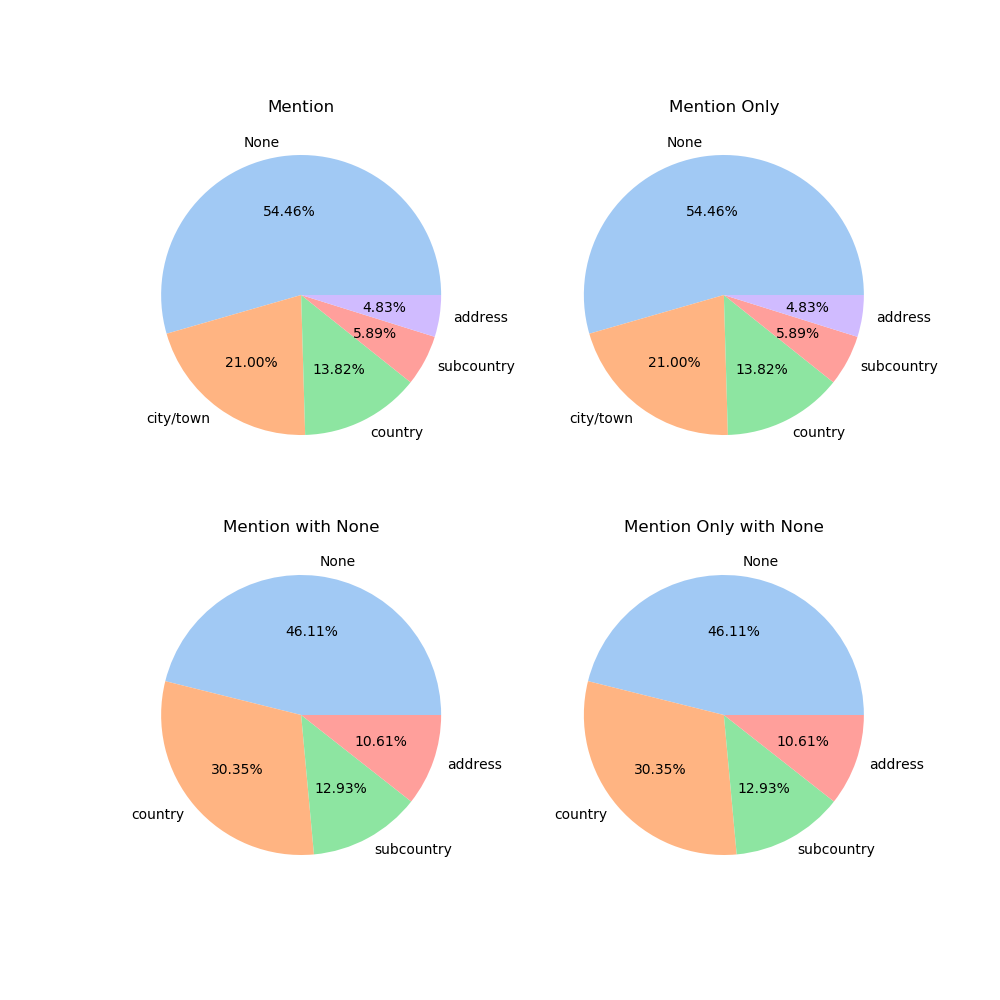 Mention
None
54.46%
4.83%
address
5.89%
subcountry
13.82%
country
21.00%
city/town
Mention Only
None
54.46%
4.83%
address
5.89%
subcountry
13.82%
country
21.00%
city/town
Mention with None
None
46.11%
10.61%
address
12.93%
subcountry
30.35%
country
Mention Only with None
None
46.11%
10.61%
address
12.93%
subcountry
30.35%
country